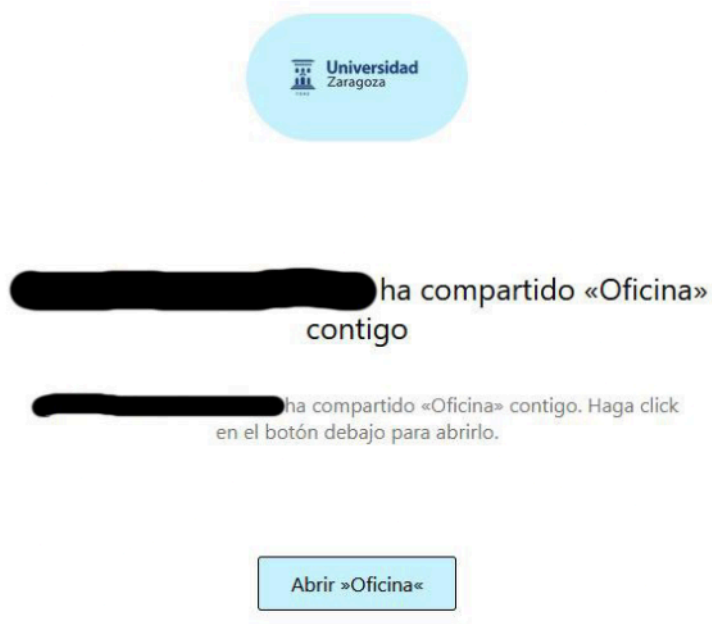 Universidad
Zaragoza
ha compartido «Oficina»
contigo
ha compartido «Oficina» contigo. Haga click
en el botón debajo para abrirlo.
Abrir »Oficina«